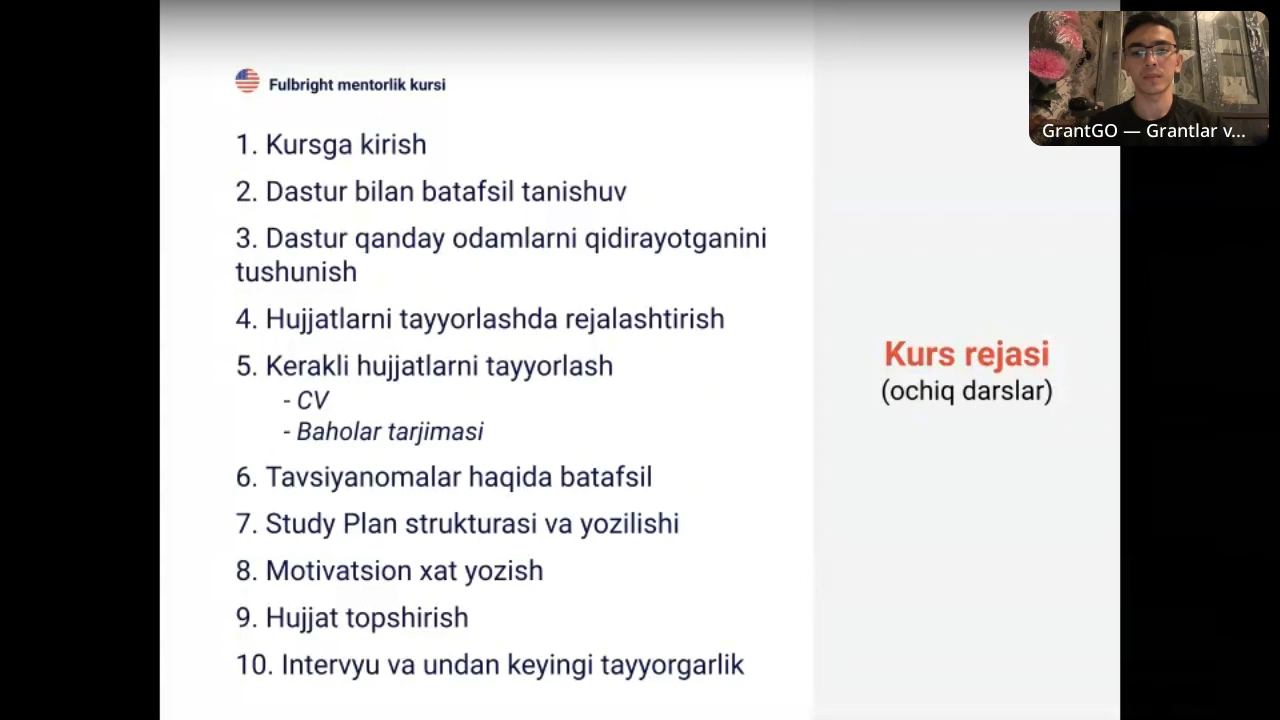 Fulbright mentorlik kursi
1. Kursga kirish
2. Dastur bilan batafsil tanishuv
3. Dastur qanday odamlarni qidirayotganini
tushunish
4. Hujjatlarni tayyorlashda rejalashtirish
5. Kerakli hujjatlarni tayyorlash
- CV
- Baholar tarjimasi
6. Tavsiyanomalar haqida batafsil
7. Study Plan strukturasi va yozilishi
8. Motivatsion xat yozish
9. Hujjat topshirish
10. Intervyu va undan keyingi tayyorgarlik
Kurs rejasi
(ochiq darslar)
GrantGO — Grantlar v...